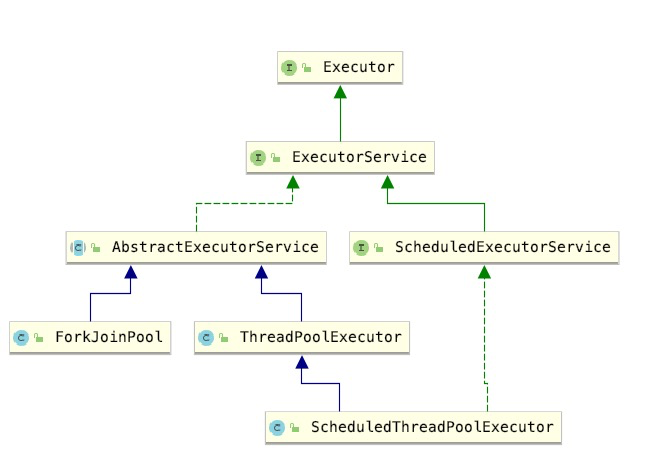 Executor
ExecutorService
AbstractExecutorService
ScheduledExecutorService
ForkJoinPool
ThreadPoolExecutor
ScheduledThreadPoolExecutor